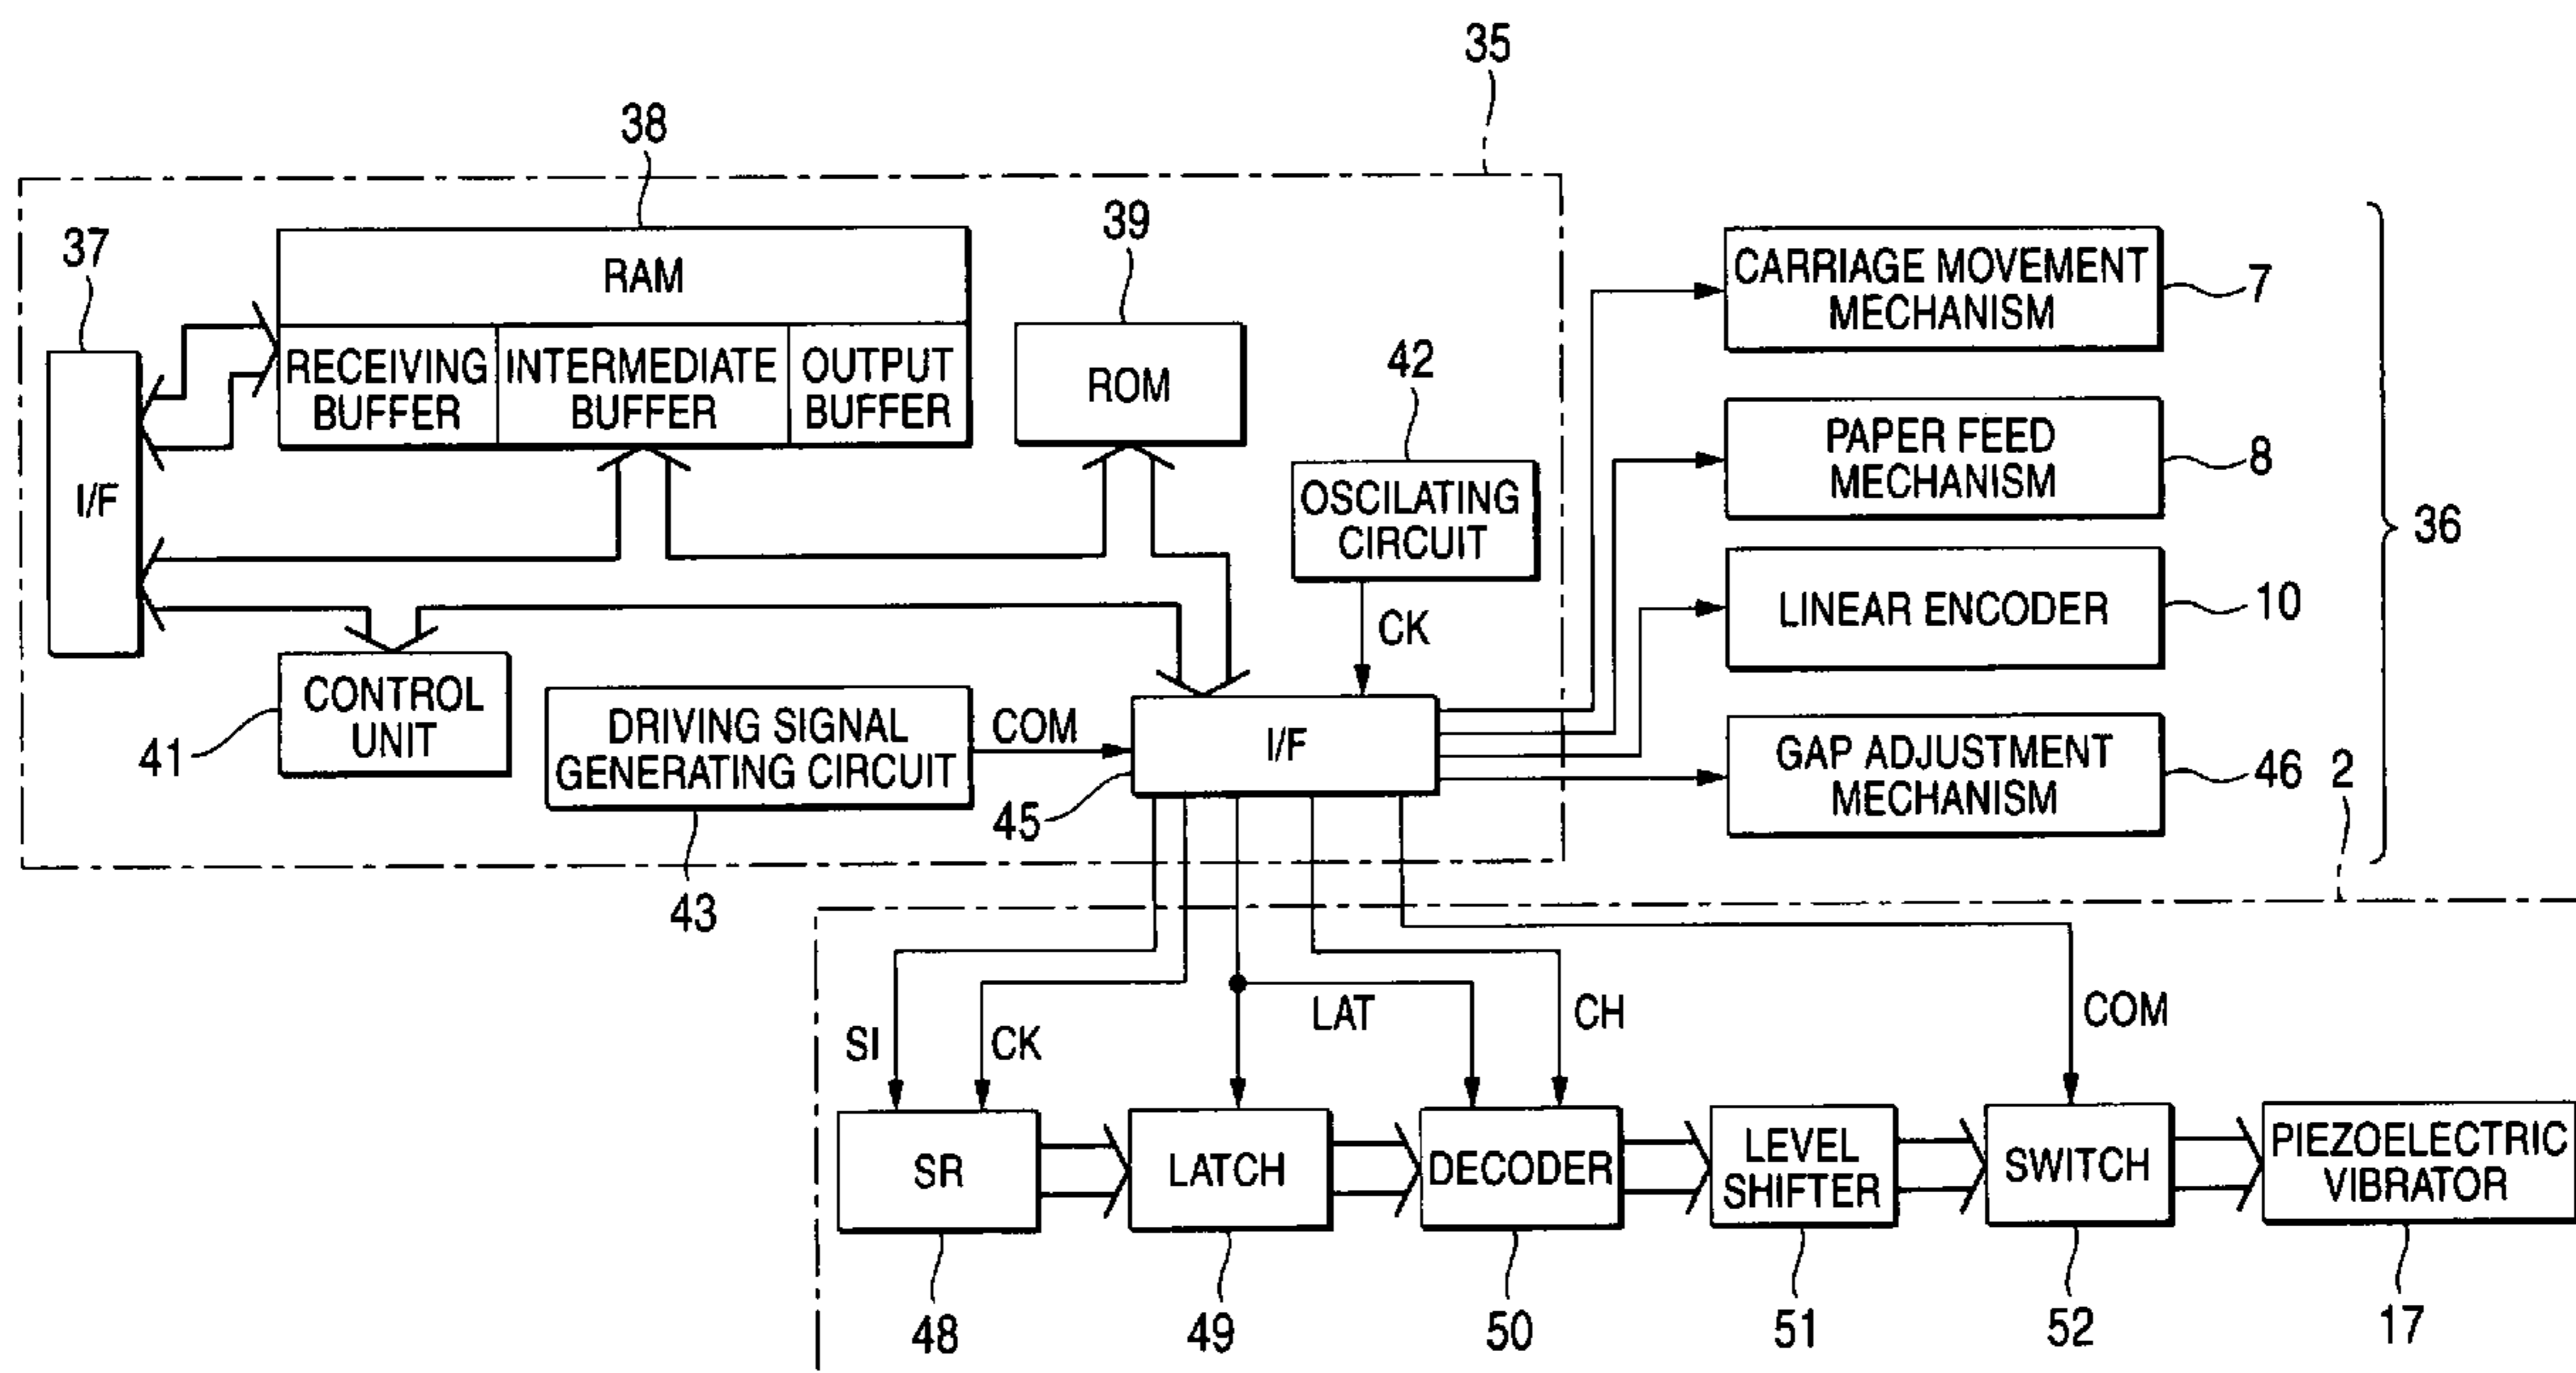 35
38
37
RAM
39
CARRIAGE MOVEMENT
MECHANISM
7
RECEIVING
BUFFER
INTERMEDIATE
BUFFER
OUTPUT
BUFFER
ROM
42
PAPER FEED
MECHANISM
8
I/F
OSCILATING
CIRCUIT
36
LINEAR ENCODER
10
CK
CONTROL
UNIT
41
DRIVING SIGNAL
GENERATING CIRCUIT
COM
I/F
GAP ADJUSTMENT
MECHANISM
46
2
45
43
SI
CK
LAT
CH
COM
SR
LATCH
DECODER
LEVEL
SHIFTER
SWITCH
PIEZOELECTRIC
VIBRATOR
48
49
50
51
52
17